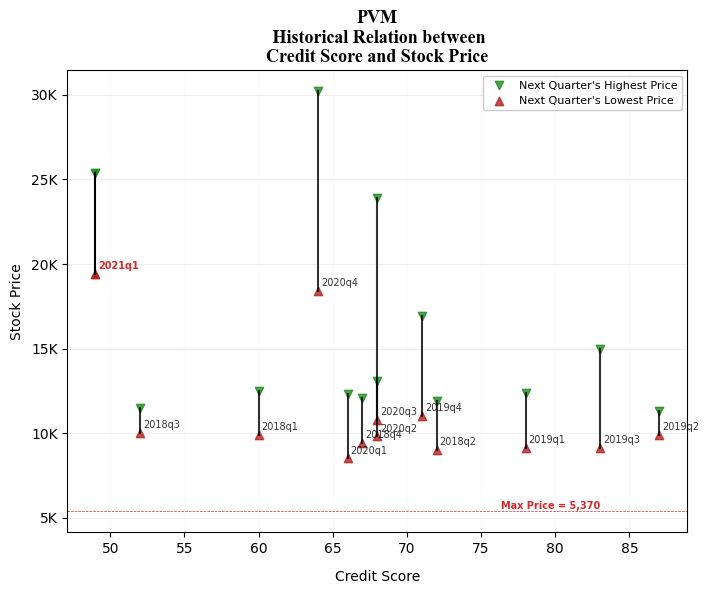 PVM
Historical Relation between
Credit Score and Stock Price
Next Quarter's Highest Price
Next Quarter's Lowest Price
30K
25K
20K
15K
10K
5K
Stock Price
2021q1
2020q4
2018q3
2018q1
2020q3
2019q4
2019q2
2020q2
2018q4
2020q1
2018q2
2019q1
2019q3
Max Price = 5,370
50
55
60
65
70
75
80
85
Credit Score